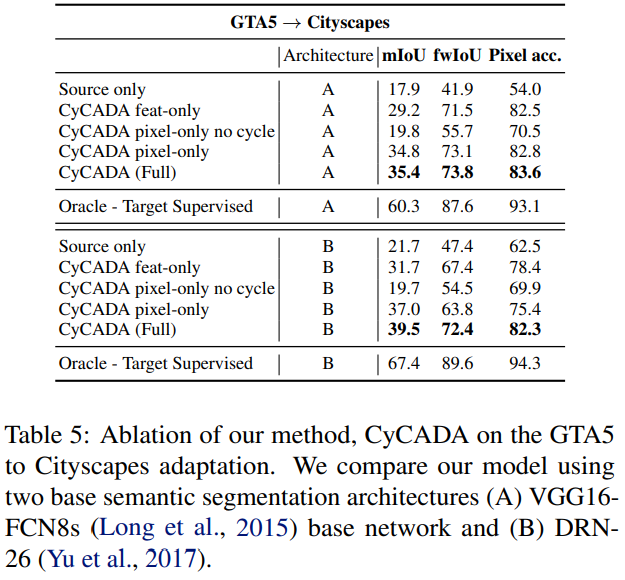 GTA5 → Cityscapes
Architecture mIoU fwIoU Pixel acc.
Source only A 17.9 41.9 54.0
CyCADA feat-only A 29.2 71.5 82.5
CyCADA pixel-only no cycle A 19.8 55.7 70.5
CyCADA pixel-only A 34.8 73.1 82.8
CyCADA (Full) A 35.4 73.8 83.6
Oracle - Target Supervised A 60.3 87.6 93.1
Source only B 21.7 47.4 62.5
CyCADA feat-only B 31.7 67.4 78.4
CyCADA pixel-only no cycle B 19.7 54.5 69.9
CyCADA pixel-only B 37.0 63.8 75.4
CyCADA (Full) B 39.5 72.4 82.3
Oracle - Target Supervised B 67.4 89.6 94.3
Table 5: Ablation of our method, CyCADA on the GTA5
to Cityscapes adaptation. We compare our model using
two base semantic segmentation architectures (A) VGG16-
FCN8s (Long et al., 2015) base network and (B) DRN-
26 (Yu et al., 2017).